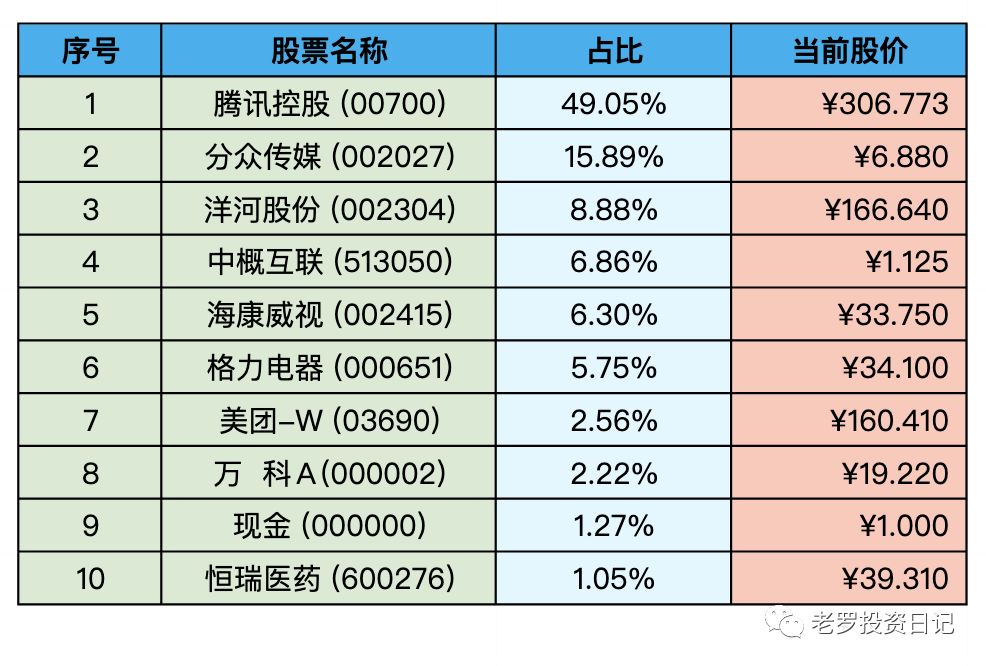 序号 股票名称 占比 当前股价
1 腾讯控股 (00700) 49.05% ¥306.773
2 分众传媒 (002027) 15.89% ¥6.880
3 洋河股份 (002304) 8.88% ¥166.640
4 中概互联 (513050) 6.86% ¥1.125
5 海康威视 (002415) 6.30% ¥33.750
6 格力电器 (000651) 5.75% ¥34.100
7 美团-W (03690) 2.56% ¥160.410
8 万 科A(000002) 2.22% ¥19.220
9 现金 (000000) 1.27% ¥1.000
10 恒瑞医药 (600276) 1.05% ¥39.310
老罗投资日记